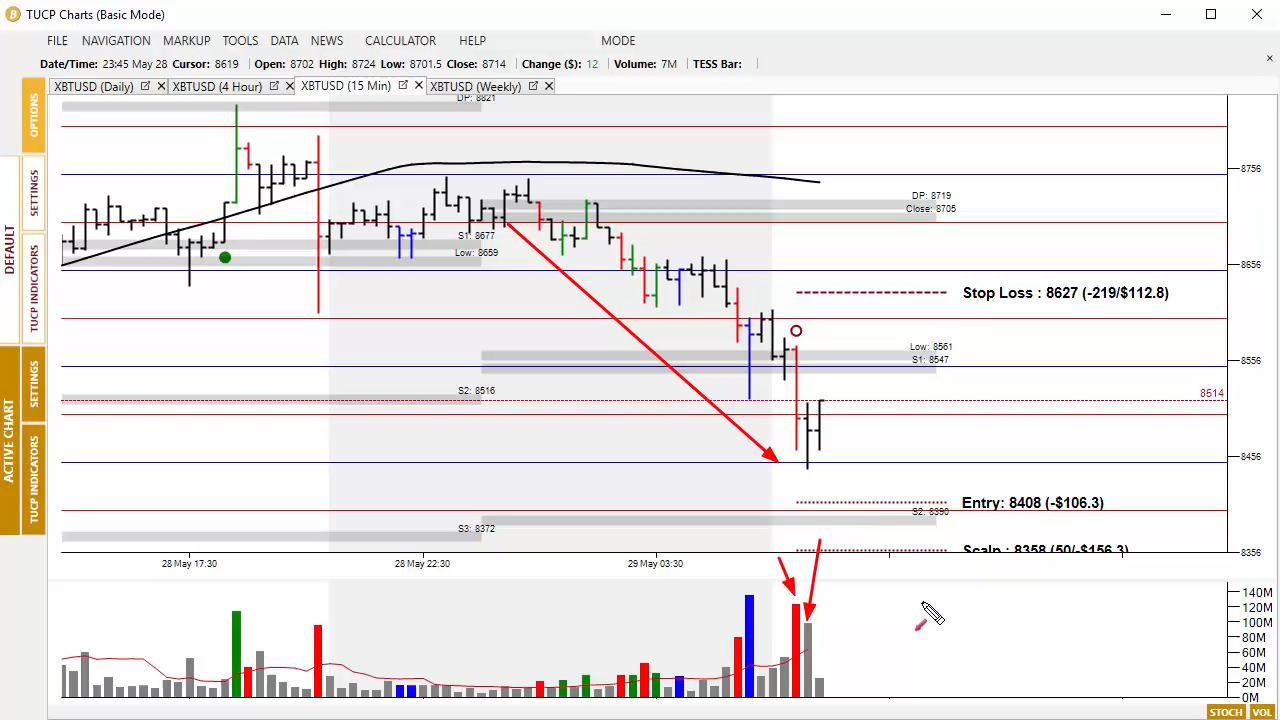 TUCP Charts (Basic Mode)
FILE NAVIGATION MARKUP TOOLS DATA NEWS CALCULATOR HELP MODE
Date/Time: 23:45 May 28 Cursor: 8619 Open: 8702 High: 8724 Low: 8701.5 Close: 8714 Change ($): 12 Volume: 7M TESS Bar:
XBTUSD (Daily) XBTUSD (4 Hour) XBTUSD (15 Min) XBTUSD (Weekly)
OPTIONS
SETTINGS
TUCP INDICATORS
DEFAULT
SETTINGS
TUCP INDICATORS
ACTIVE CHART
DP: 8821
8756
DP: 8719
Close: 8705
S1: 8677
Low: 8659
8656
Stop Loss : 8627 (-219/$112.8)
Low: 8561
S1: 8547
8556
S2: 8516
8514
8456
Entry: 8408 (-$106.3)
S2: 8390
S3: 8372
Scalp : 8358 (50/-$156.3)
8356
28 May 17:30 28 May 22:30 29 May 03:30
140M
120M
100M
80M
60M
40M
20M
0M
STOCH VOL